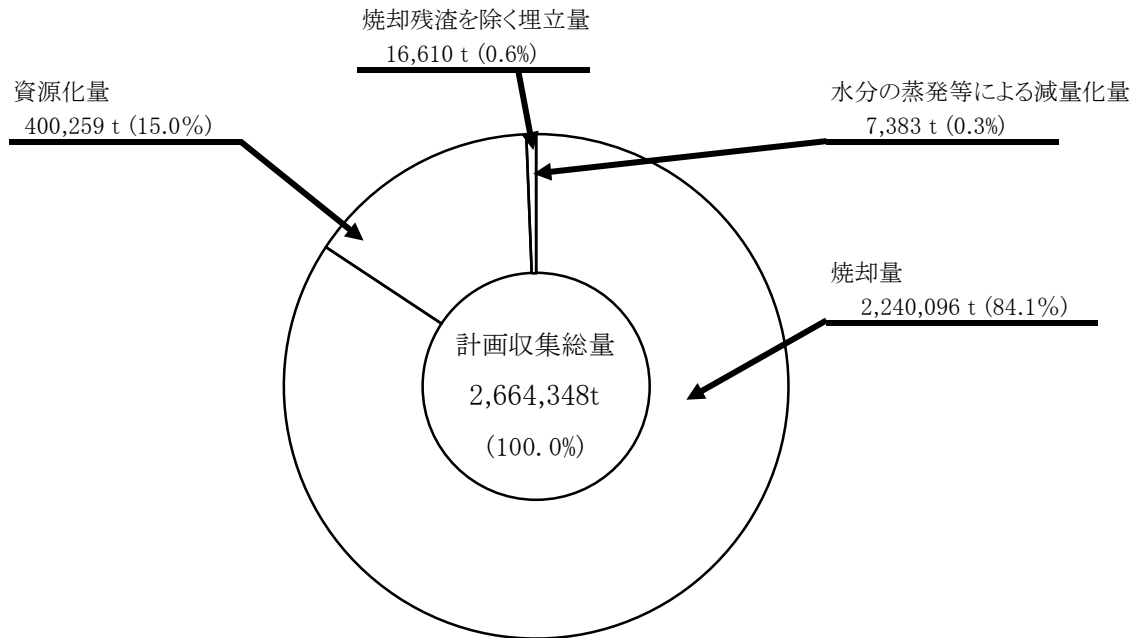 焼却残渣を除く埋立量
16,610 t (0.6%)
資源化量
400,259 t (15.0%)
水分の蒸発等による減量化量
7,383 t (0.3%)
焼却量
2,240,096 t (84.1%)
計画収集総量
2,664,348t
(100.0%)